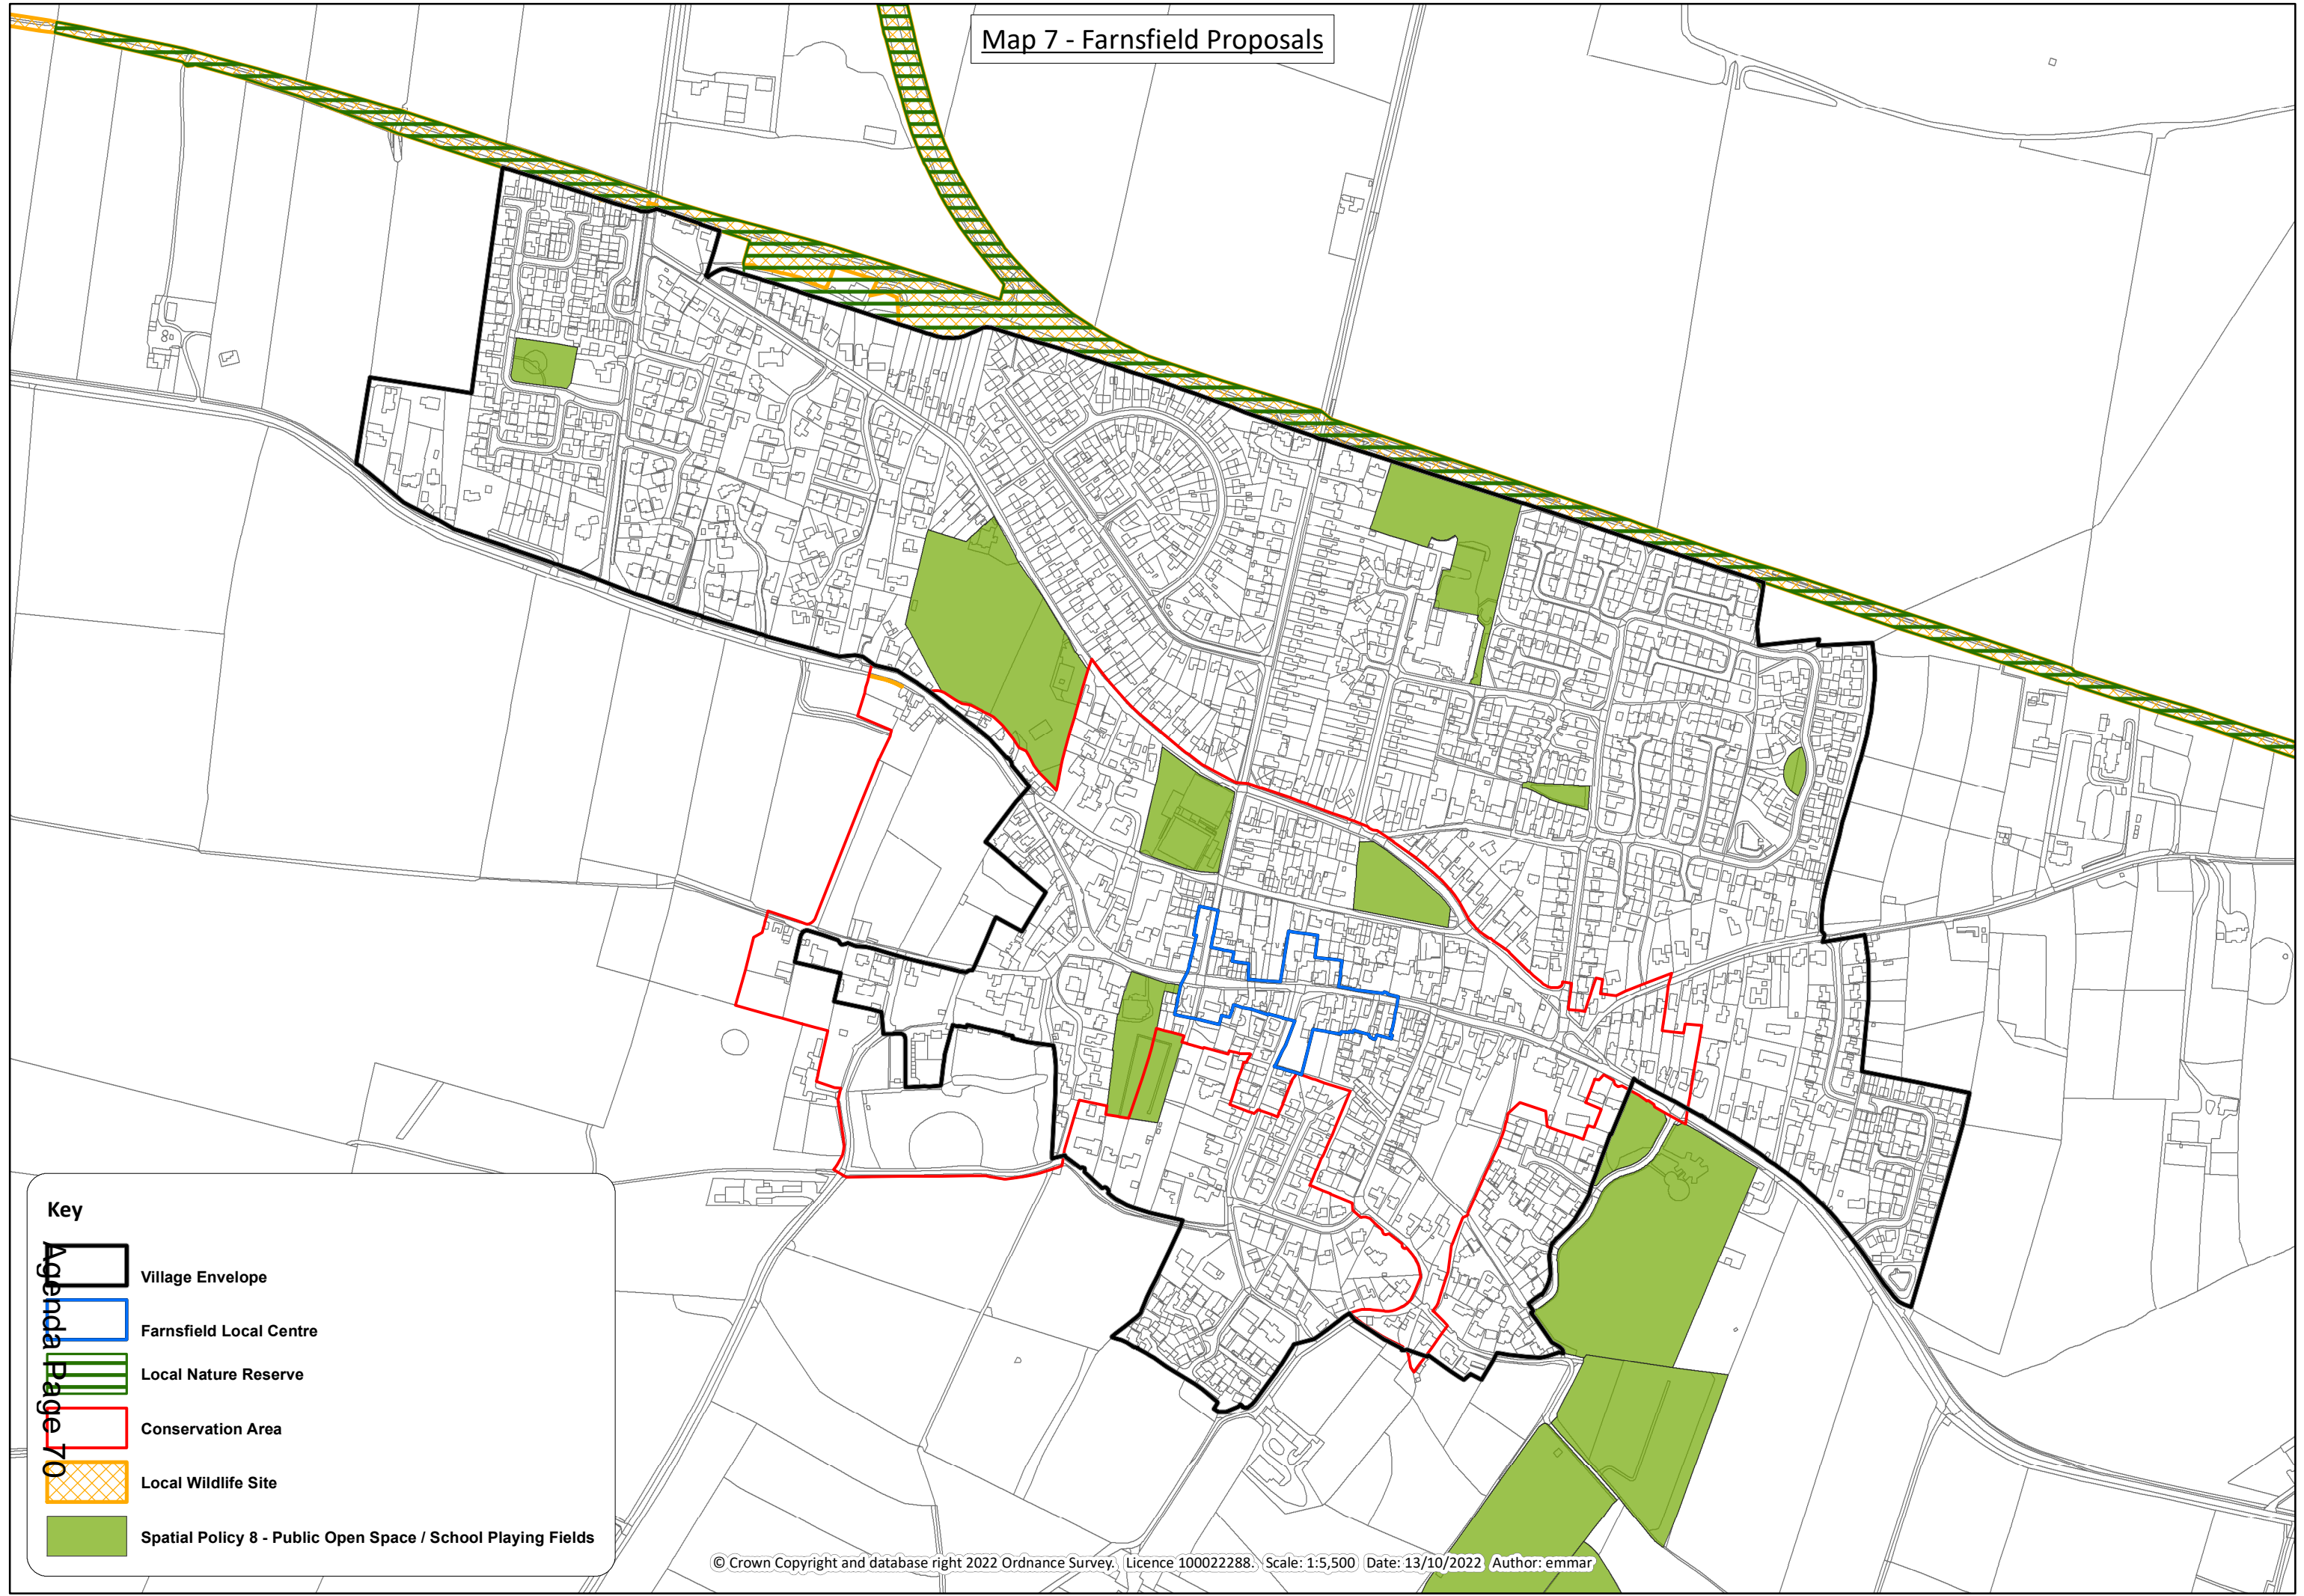 Map 7 - Farnsfield Proposals
Key
Village Envelope
Farnsfield Local Centre
Local Nature Reserve
Conservation Area
Local Wildlife Site
Spatial Policy 8 - Public Open Space / School Playing Fields
Agenda Page 70
© Crown Copyright and database right 2022 Ordnance Survey. Licence 100022288. Scale: 1:5,500 Date: 13/10/2022 Author: emmar